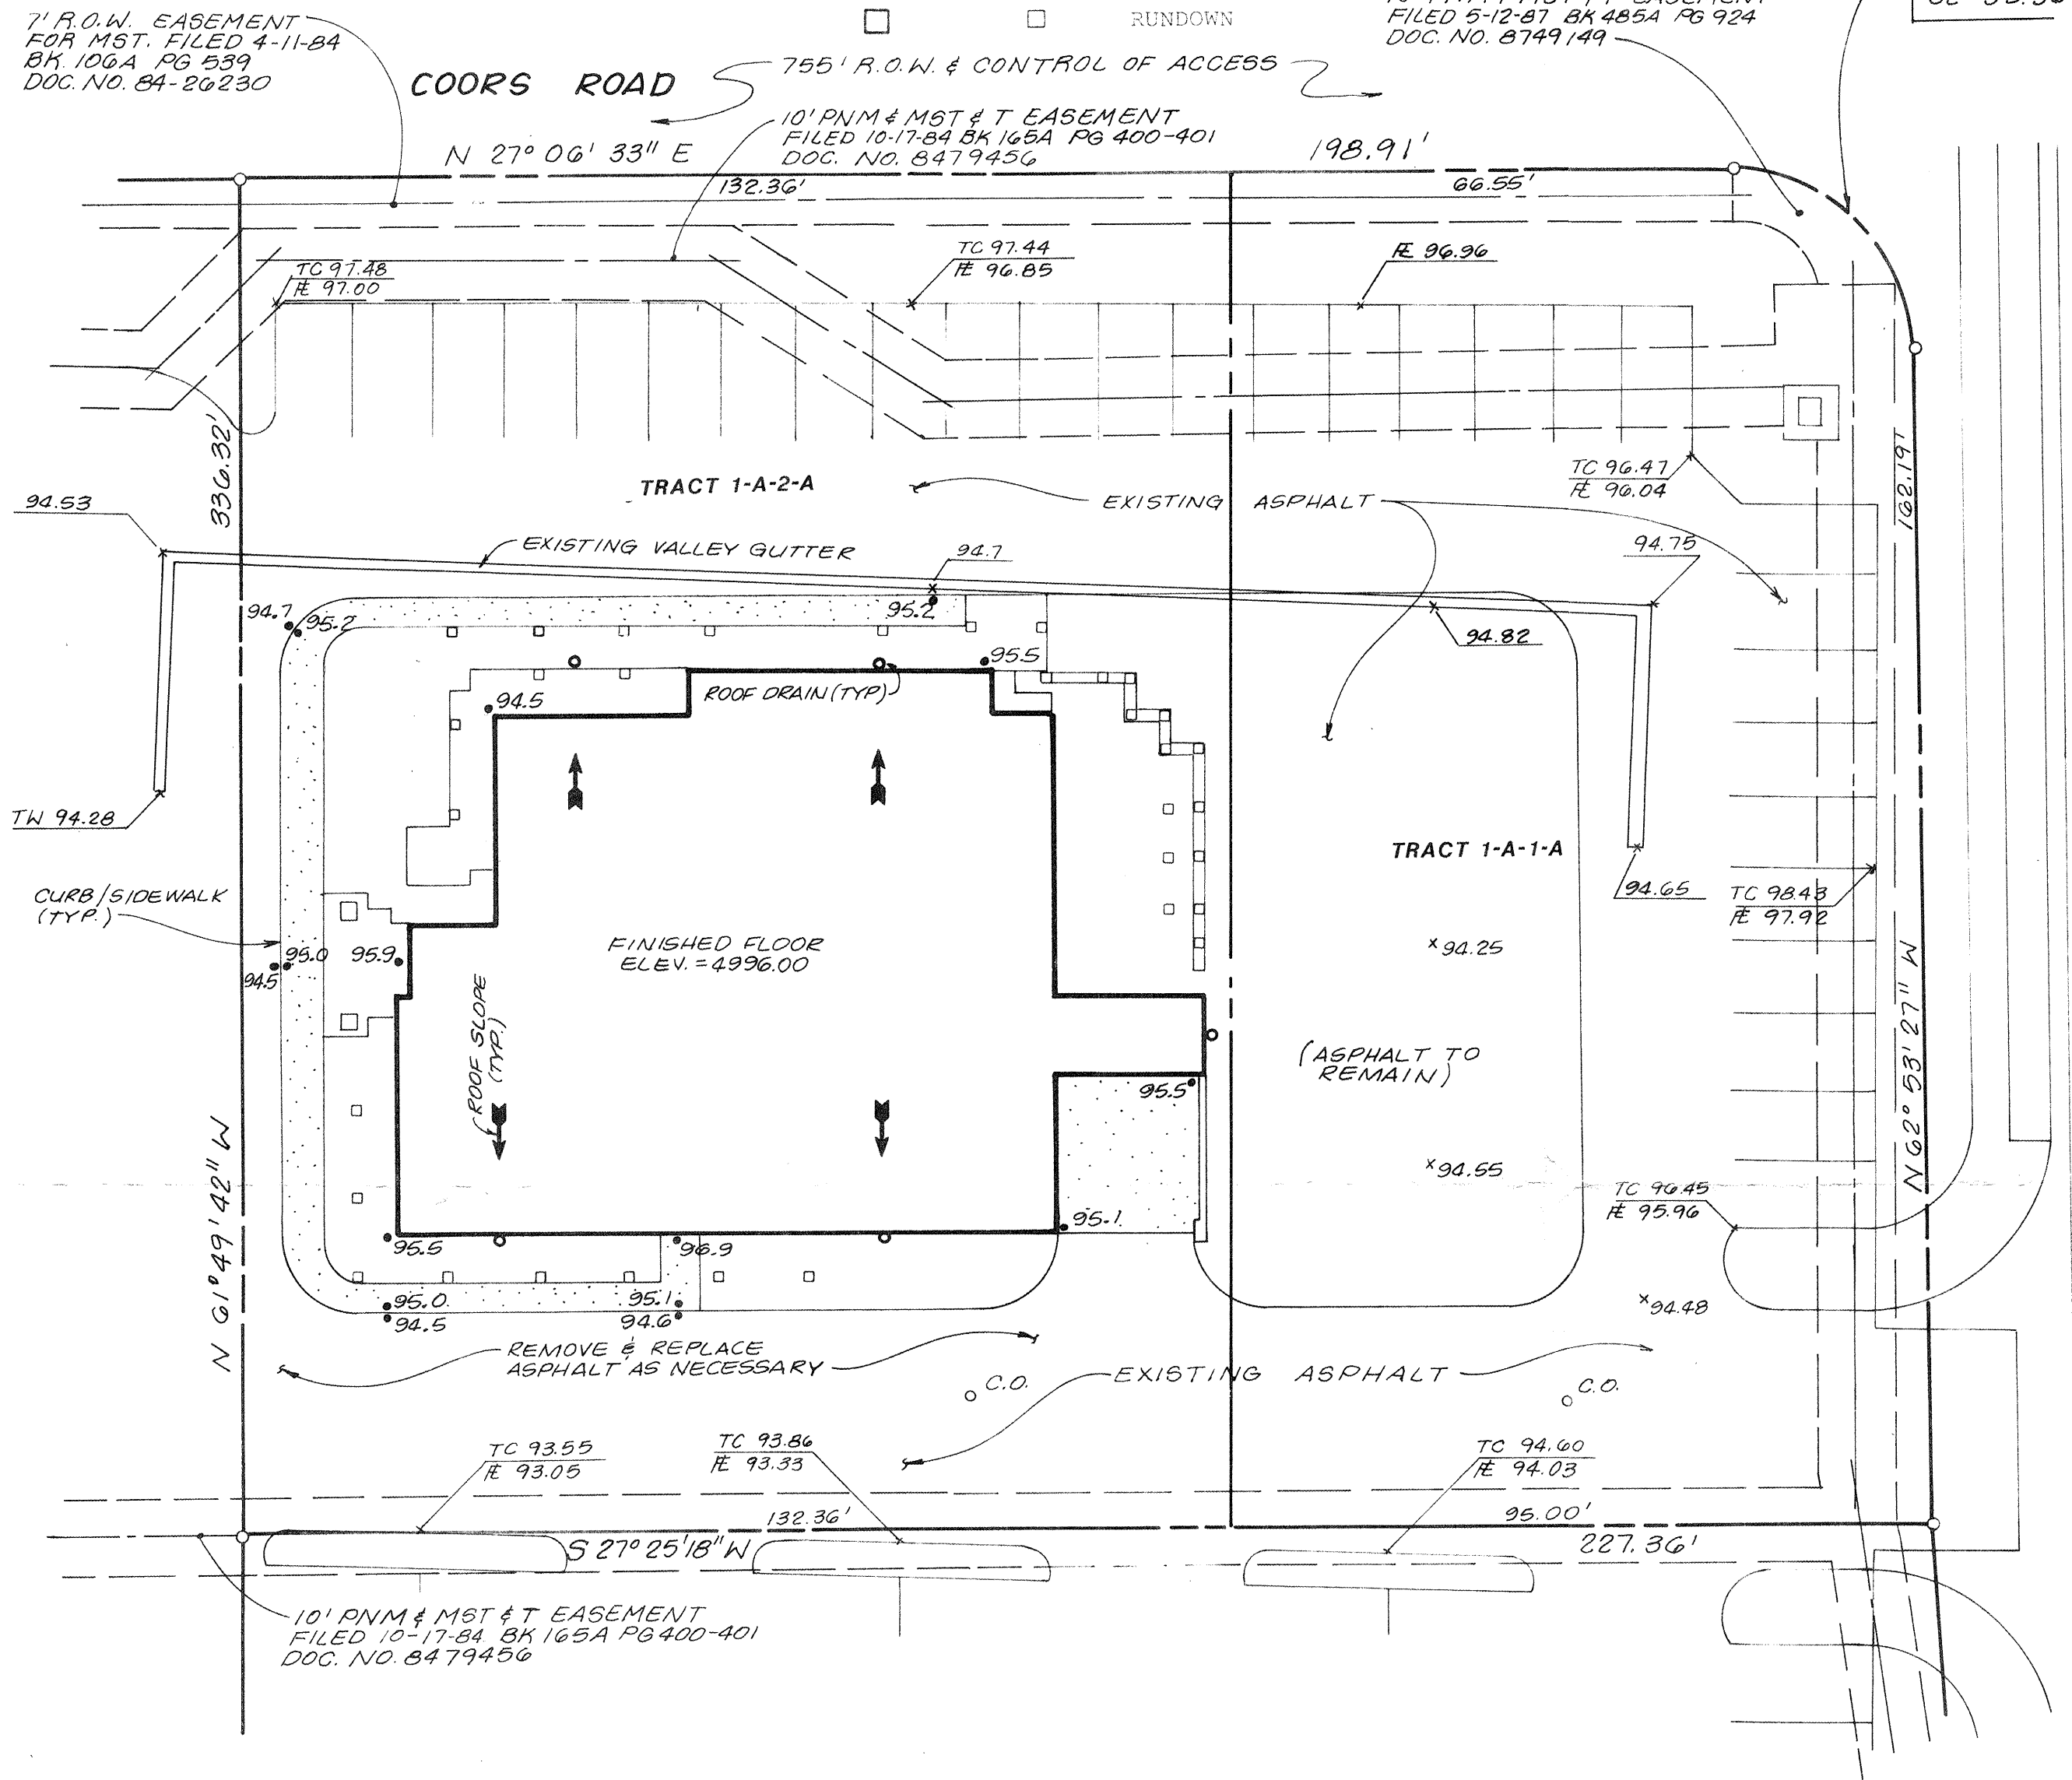 7' R.O.W. EASEMENT
FOR MST. FILED 4-11-84
BK. 106A PG 539
DOC. NO. 84-26230
RUNDOWN
FILED 5-12-87 BK 485A PG 924
DOC. NO. 8749149
COORS ROAD
755' R.O.W. & CONTROL OF ACCESS
10' PNM & MST & T EASEMENT
FILED 10-17-84 BK 165A PG 400-401
DOC. NO. 8479456
N 27° 06' 33" E
198.91'
132.36'
66.55'
TC 97.48
FL 97.00
TC 97.44
FL 96.85
FL 96.96
336.32'
162.19'
TRACT 1-A-2-A
EXISTING ASPHALT
TC 96.47
FL 96.04
94.53
EXISTING VALLEY GUTTER
94.7
94.75
94.7
95.2
95.2
94.82
95.5
94.5
ROOF DRAIN (TYP)
TW 94.28
TRACT 1-A-1-A
94.65
TC 98.43
FL 97.92
CURB/SIDEWALK
(TYP.)
95.0
94.5
95.9
FINISHED FLOOR
ELEV. = 4996.00
94.25
ROOF SLOPE
(TYP.)
(ASPHALT TO
REMAIN)
95.5
94.55
N 62° 53' 27" W
N 61° 49' 42" W
TC 96.45
FL 95.96
95.1
95.5
96.9
95.0
94.5
95.1
94.6
94.48
REMOVE & REPLACE
ASPHALT AS NECESSARY
EXISTING ASPHALT
C.O.
C.O.
TC 93.55
FL 93.05
TC 93.86
FL 93.33
TC 94.60
FL 94.03
132.36'
95.00'
S 27° 25' 18" W
227.36'
10' PNM & MST & T EASEMENT
FILED 10-17-84 BK 165A PG 400-401
DOC. NO. 8479456